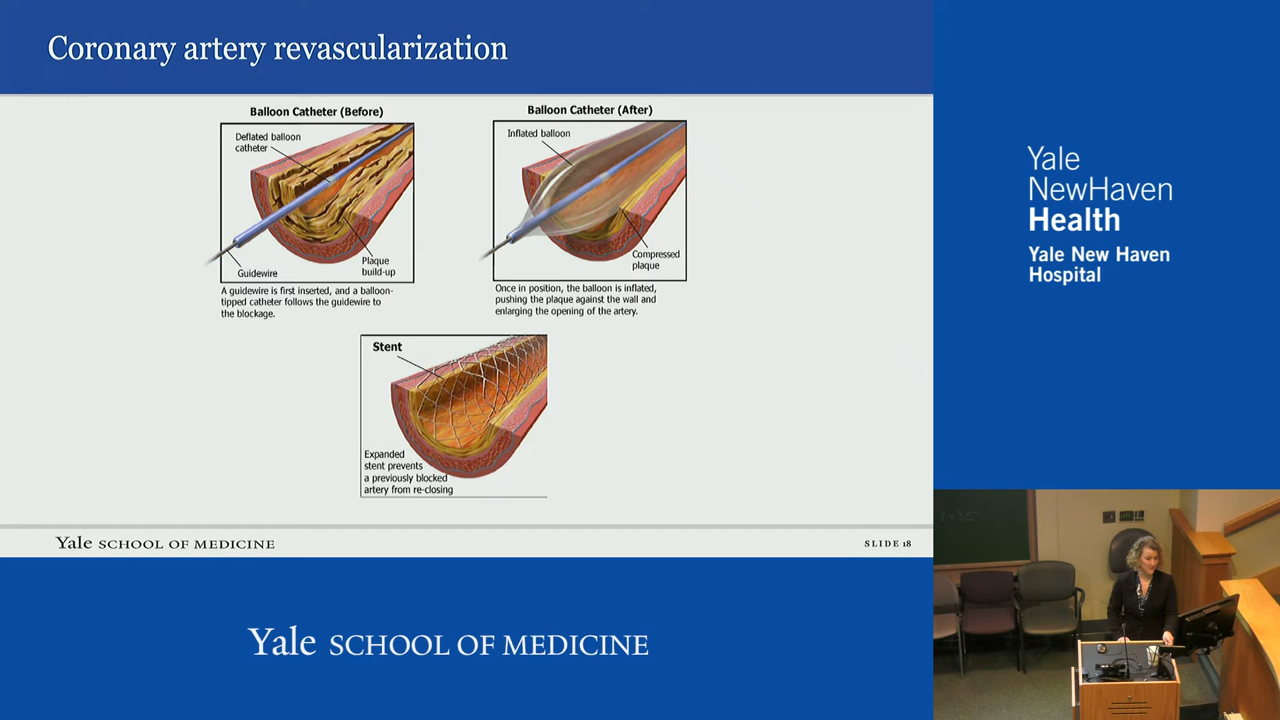 Coronary artery revascularization
Balloon Catheter (Before)
Deflated balloon
catheter
Guidewire
Plaque
build-up
A guidewire is first inserted, and a balloon-
tipped catheter follows the guidewire to
the blockage.
Balloon Catheter (After)
Inflated balloon
Compressed
plaque
Once in position, the balloon is inflated,
pushing the plaque against the wall and
enlarging the opening of the artery.
Stent
Expanded
stent prevents
a previously blocked
artery from re-closing
Yale SCHOOL OF MEDICINE
SLIDE 18
Yale SCHOOL OF MEDICINE
Yale
NewHaven
Health
Yale New Haven
Hospital